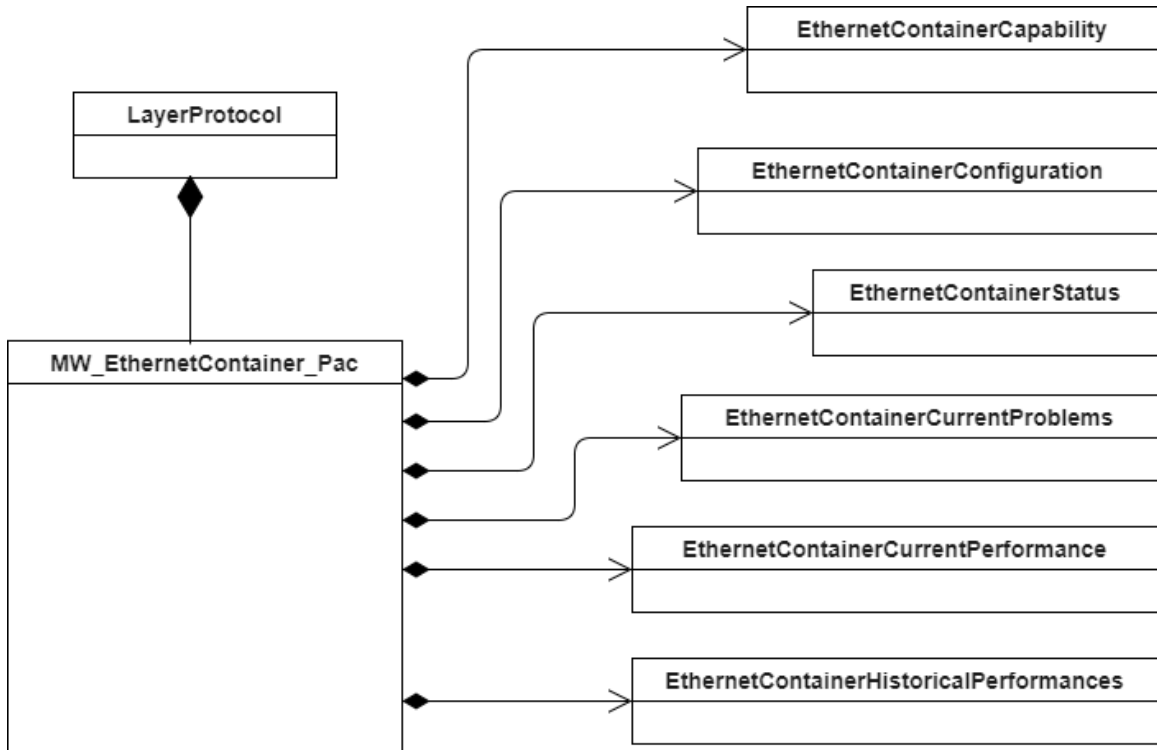 EthernetContainerCapability
LayerProtocol
EthernetContainerConfiguration
EthernetContainerStatus
MW_EthernetContainer_Pac
EthernetContainerCurrentProblems
EthernetContainerCurrentPerformance
EthernetContainerHistoricalPerformances